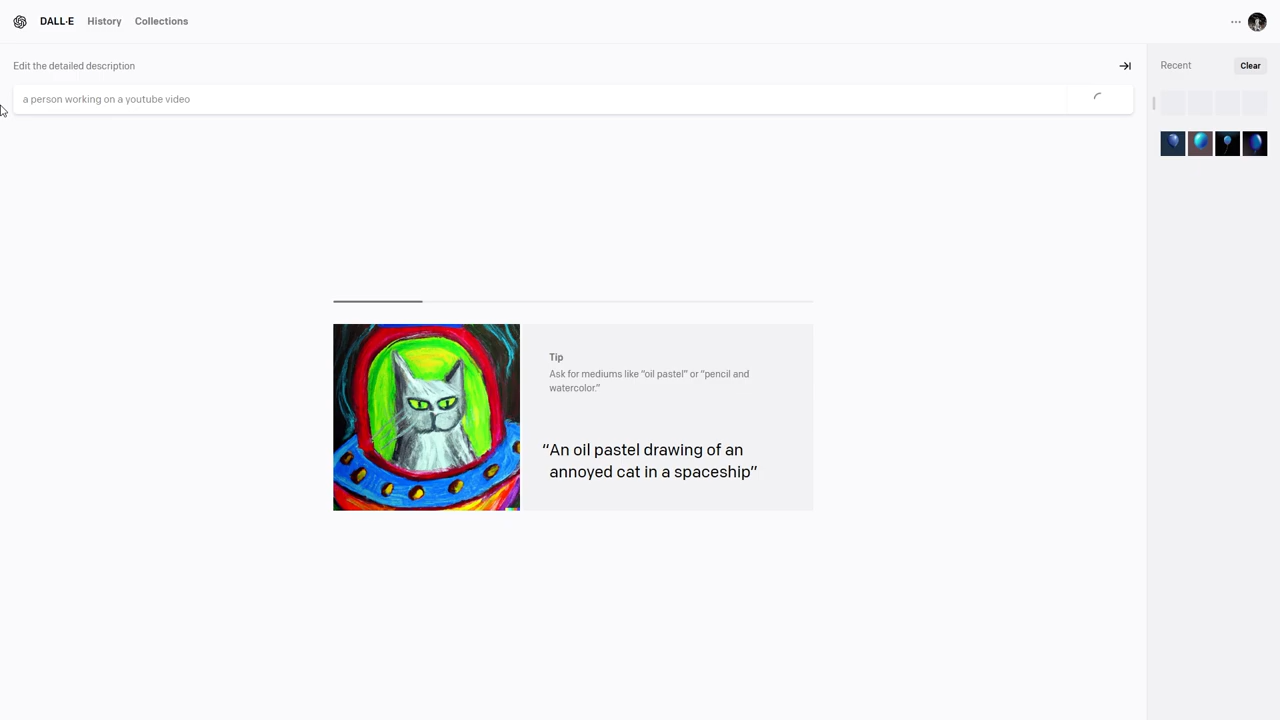 DALL·E History Collections
Edit the detailed description
Recent
Clear
a person working on a youtube video
Tip
Ask for mediums like “oil pastel” or “pencil and
watercolor.”
“An oil pastel drawing of an
annoyed cat in a spaceship”